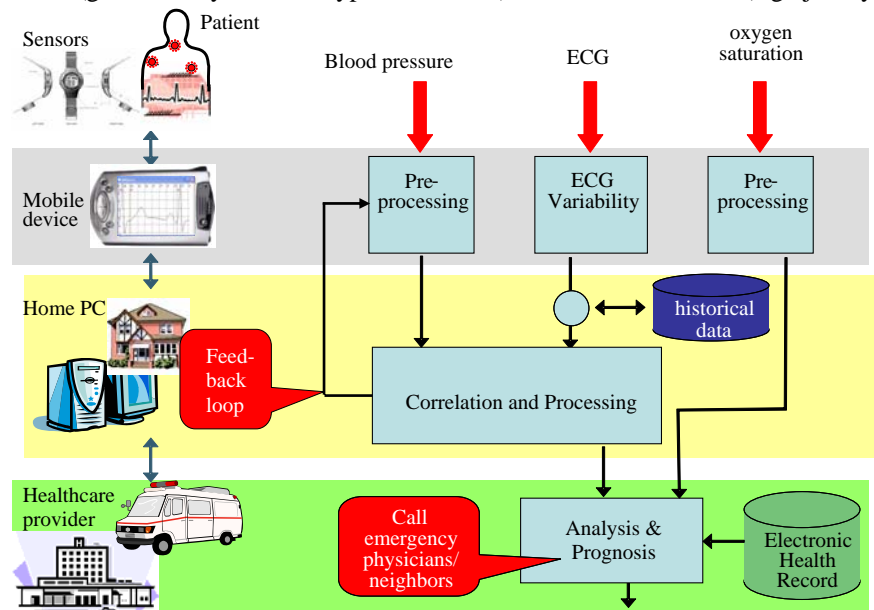 Sensors
Patient
Blood pressure
ECG
oxygen
saturation
Mobile
device
Pre-
processing
ECG
Variability
Pre-
processing
Home PC
historical
data
Feed-
back
loop
Correlation and Processing
Healthcare
provider
Call
emergency
physicians/
neighbors
Analysis &
Prognosis
Electronic
Health
Record